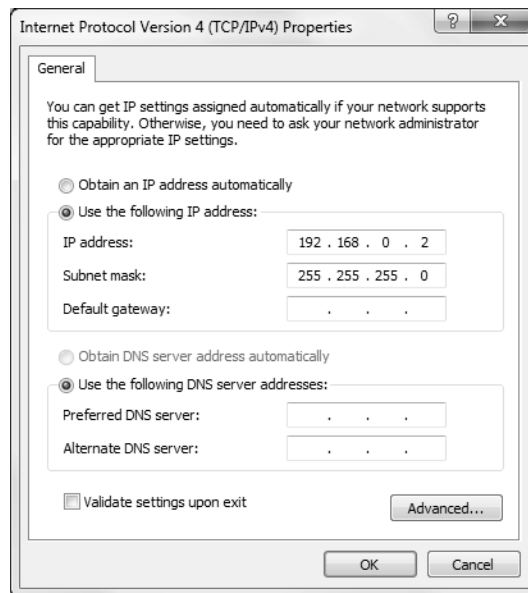 Internet Protocol Version 4 (TCP/IPv4) Properties
General
You can get IP settings assigned automatically if your network supports
this capability. Otherwise, you need to ask your network administrator
for the appropriate IP settings.
Obtain an IP address automatically
Use the following IP address:
IP address: 192 . 168 . 0 . 2
Subnet mask: 255 . 255 . 255 . 0
Default gateway: . . .
Obtain DNS server address automatically
Use the following DNS server addresses:
Preferred DNS server: . . .
Alternate DNS server: . . .
Validate settings upon exit
Advanced...
OK Cancel